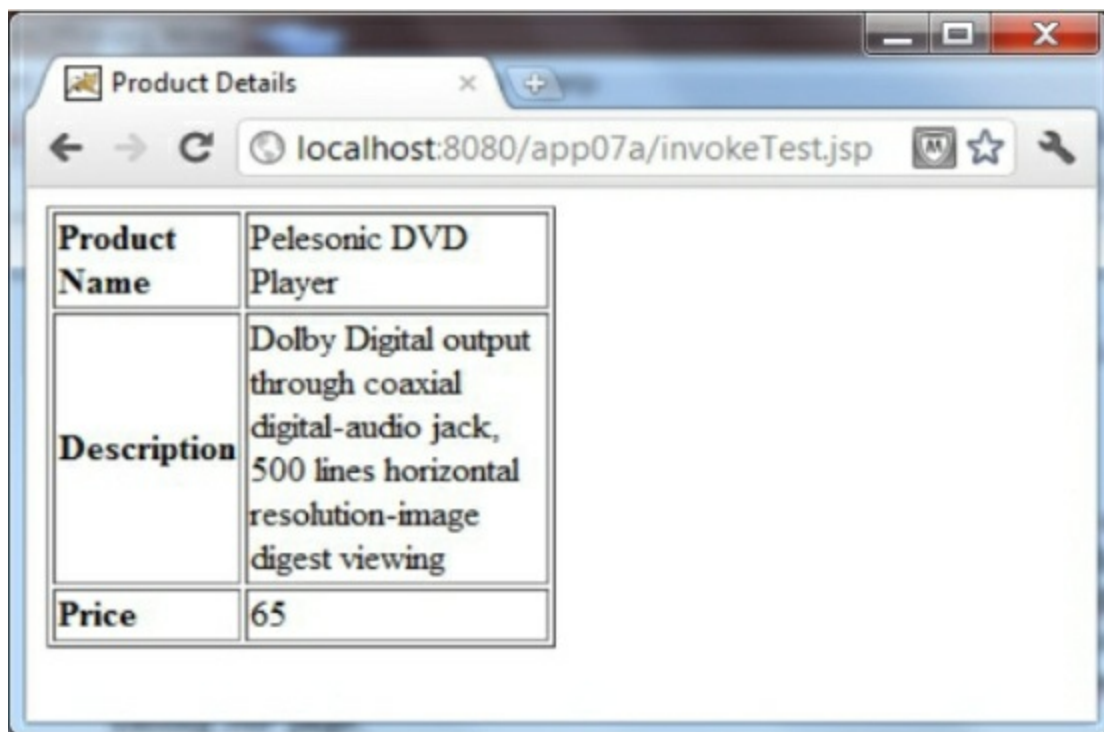 Product Details
localhost:8080/app07a/invokeTest.jsp
Product
Name
Pelesonic DVD
Player
Description
Dolby Digital output
through coaxial
digital-audio jack,
500 lines horizontal
resolution-image
digest viewing
Price
65